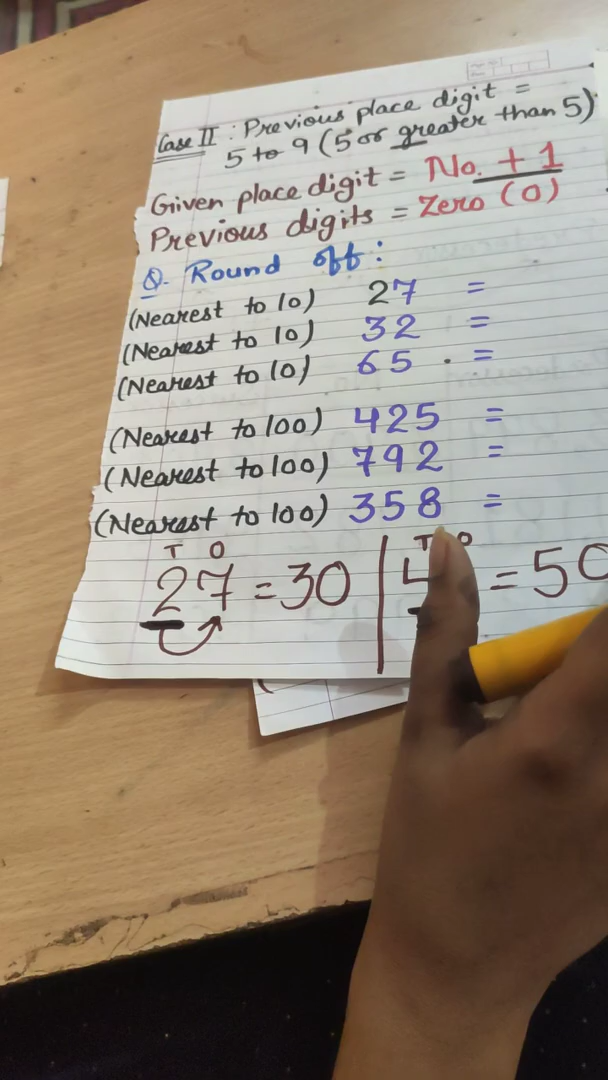 Case II : Previous place digit =
5 to 9 (5 or greater than 5)
Given place digit = No. + 1
Previous digits = Zero (0)
Q. Round off :
(Nearest to 10) 27 =
(Nearest to 10) 32 =
(Nearest to 10) 65 . =
(Nearest to 100) 425 =
(Nearest to 100) 792 =
(Nearest to 100) 358 =
T O T O
27 = 30 | 4 = 50